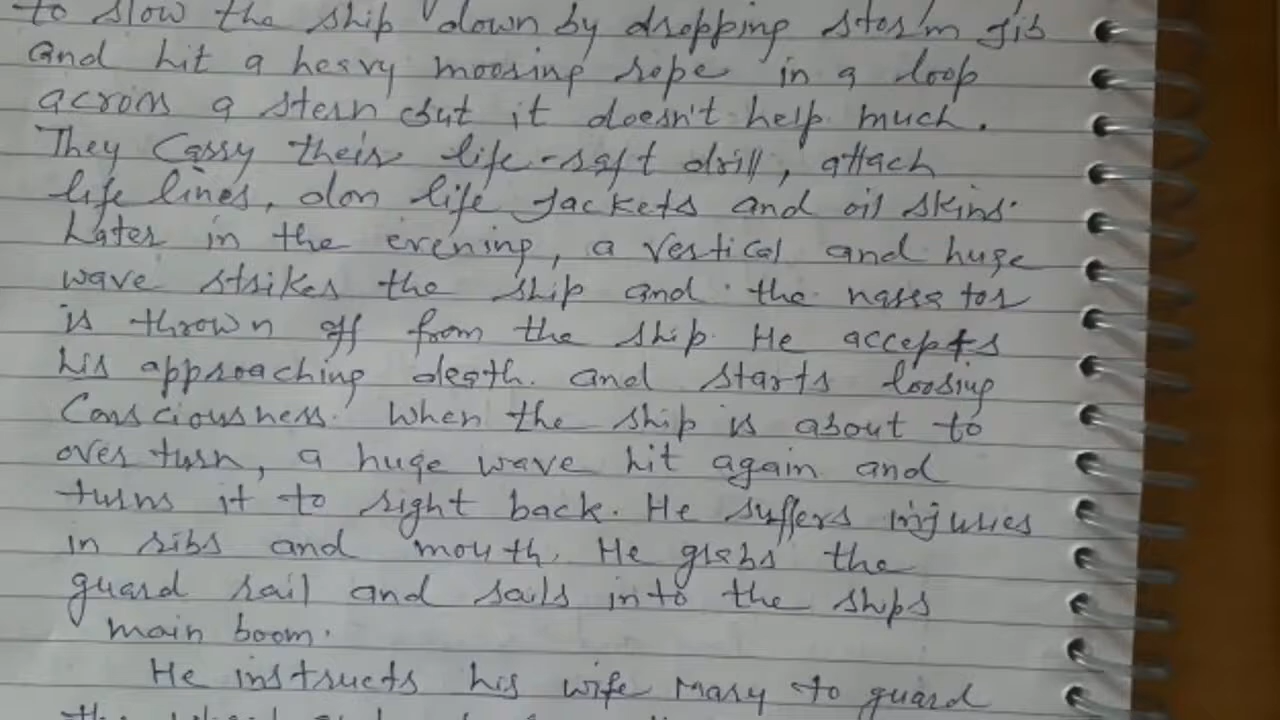 to slow the ship down by dropping storm jib
and hit a heavy mooring rope in a loop
across a stern but it doesn't help much.
They Carry their life-raft drill, attach
life lines, don life jackets and oil skins.
Later in the evening, a vertical and huge
wave strikes the ship and the narrator
is thrown off from the ship. He accepts
his approaching death. and starts loosing
Consciousness. When the ship is about to
over turn, a huge wave hit again and
turns it to right back. He suffers injuries
in ribs and mouth. He grabs the
guard rail and sails into the ships
main boom.
He instructs his wife Mary to guard
the